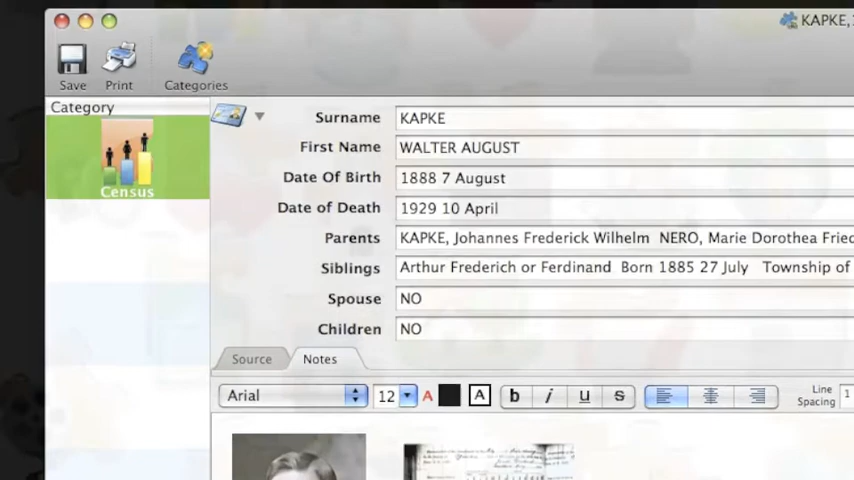 KAPKE,
Save Print Categories
Category
Census
Surname KAPKE
First Name WALTER AUGUST
Date Of Birth 1888 7 August
Date of Death 1929 10 April
Parents KAPKE, Johannes Frederick Wilhelm NERO, Marie Dorothea Fried
Siblings Arthur Frederich or Ferdinand Born 1885 27 July Township of
Spouse NO
Children NO
Source Notes
Arial 12 A A b i U S Line Spacing 1